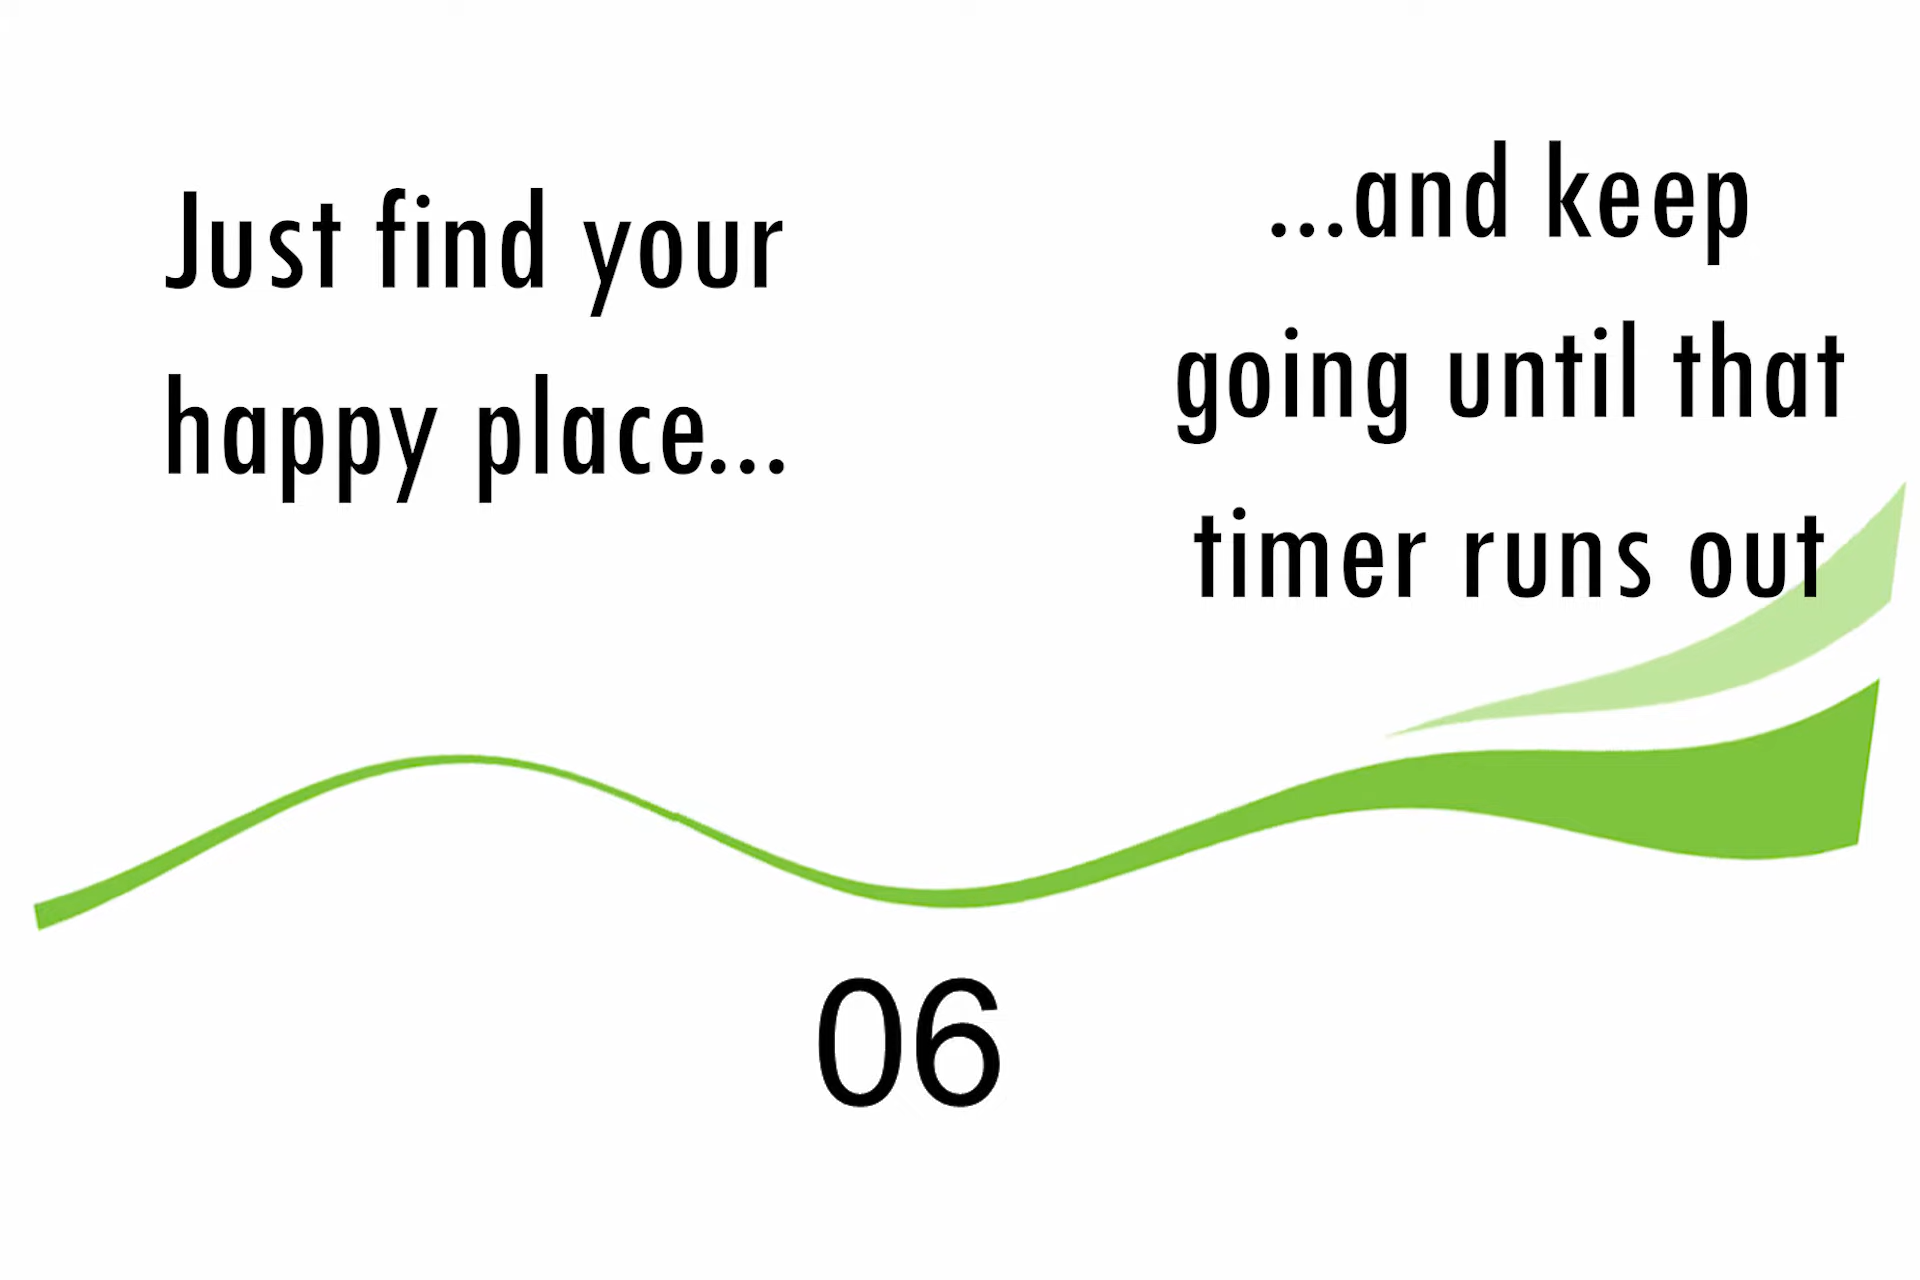 Just find your
happy place...
...and keep
going until that
timer runs out
06